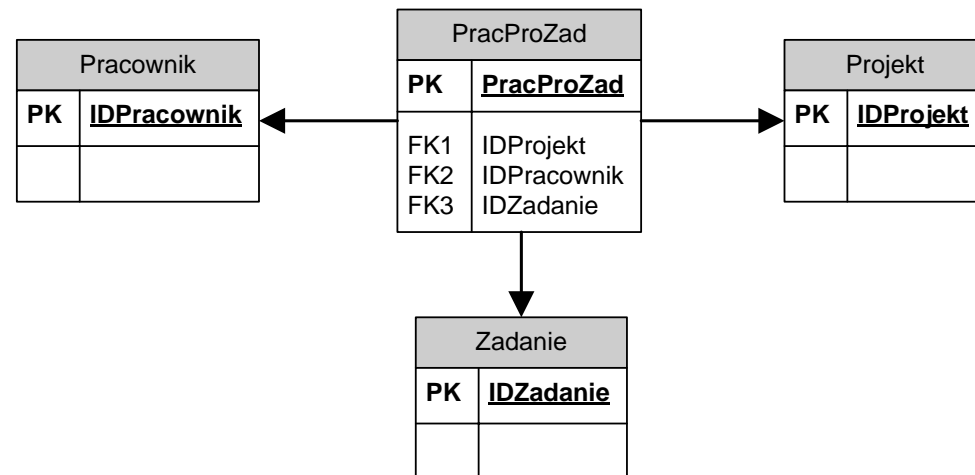 Pracownik
PK IDPracownik
PracProZad
PK PracProZad
FK1 IDProjekt
FK2 IDPracownik
FK3 IDZadanie
Projekt
PK IDProjekt
Zadanie
PK IDZadanie